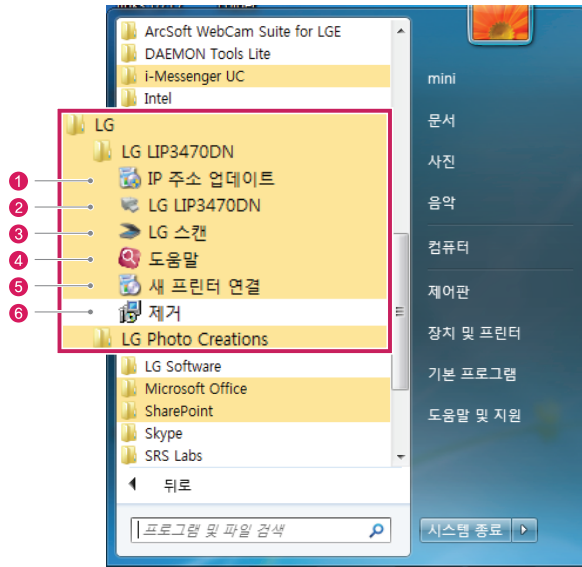 ArcSoft WebCam Suite for LGE
DAEMON Tools Lite
i-Messenger UC
Intel
LG
LG LIP3470DN
1 IP 주소 업데이트
2 LG LIP3470DN
3 LG 스캔
4 도움말
5 새 프린터 연결
6 제거
LG Photo Creations
LG Software
Microsoft Office
SharePoint
Skype
SRS Labs
뒤로
프로그램 및 파일 검색
mini
문서
사진
음악
컴퓨터
제어판
장치 및 프린터
기본 프로그램
도움말 및 지원
시스템 종료